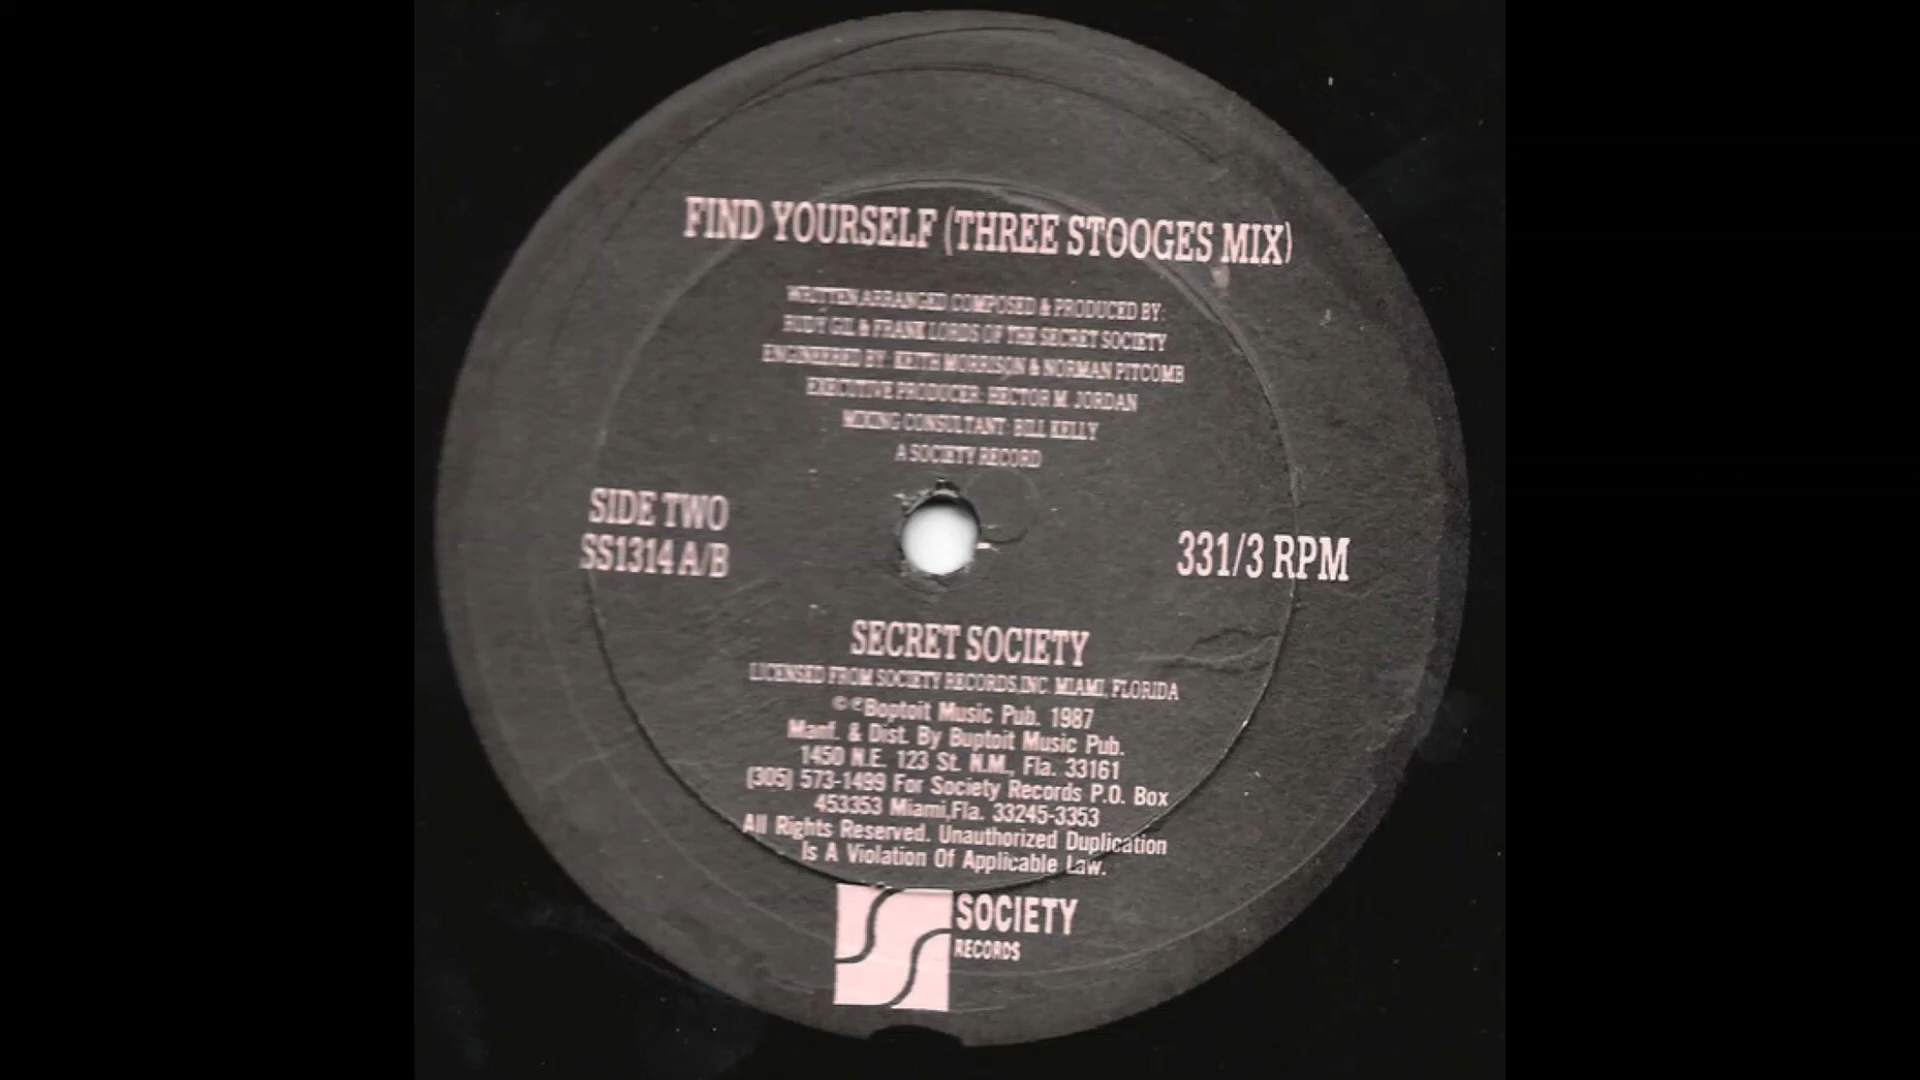 FIND YOURSELF (THREE STOOGES MIX)
WRITTEN ARRANGED COMPOSED & PRODUCED BY:
RUDY GIL & FRANK LORDS OF THE SECRET SOCIETY
ENGINEERED BY: KEITH MORRISON & NORMAN PITCOMB
EXECUTIVE PRODUCER: HECTOR M. JORDAN
MIXING CONSULTANT: BILL KELLY
A SOCIETY RECORD
SIDE TWO
SS1314 A/B
331/3 RPM
SECRET SOCIETY
LICENSED FROM SOCIETY RECORDS, INC. MIAMI, FLORIDA
©℗Boptoit Music Pub. 1987
Manf. & Dist. By Buptoit Music Pub.
1450 N.E. 123 St. N.M., Fla. 33161
(305) 573-1499 For Society Records P.O. Box
453353 Miami,Fla. 33245-3353
All Rights Reserved. Unauthorized Duplication
Is A Violation Of Applicable Law.
SOCIETY
RECORDS